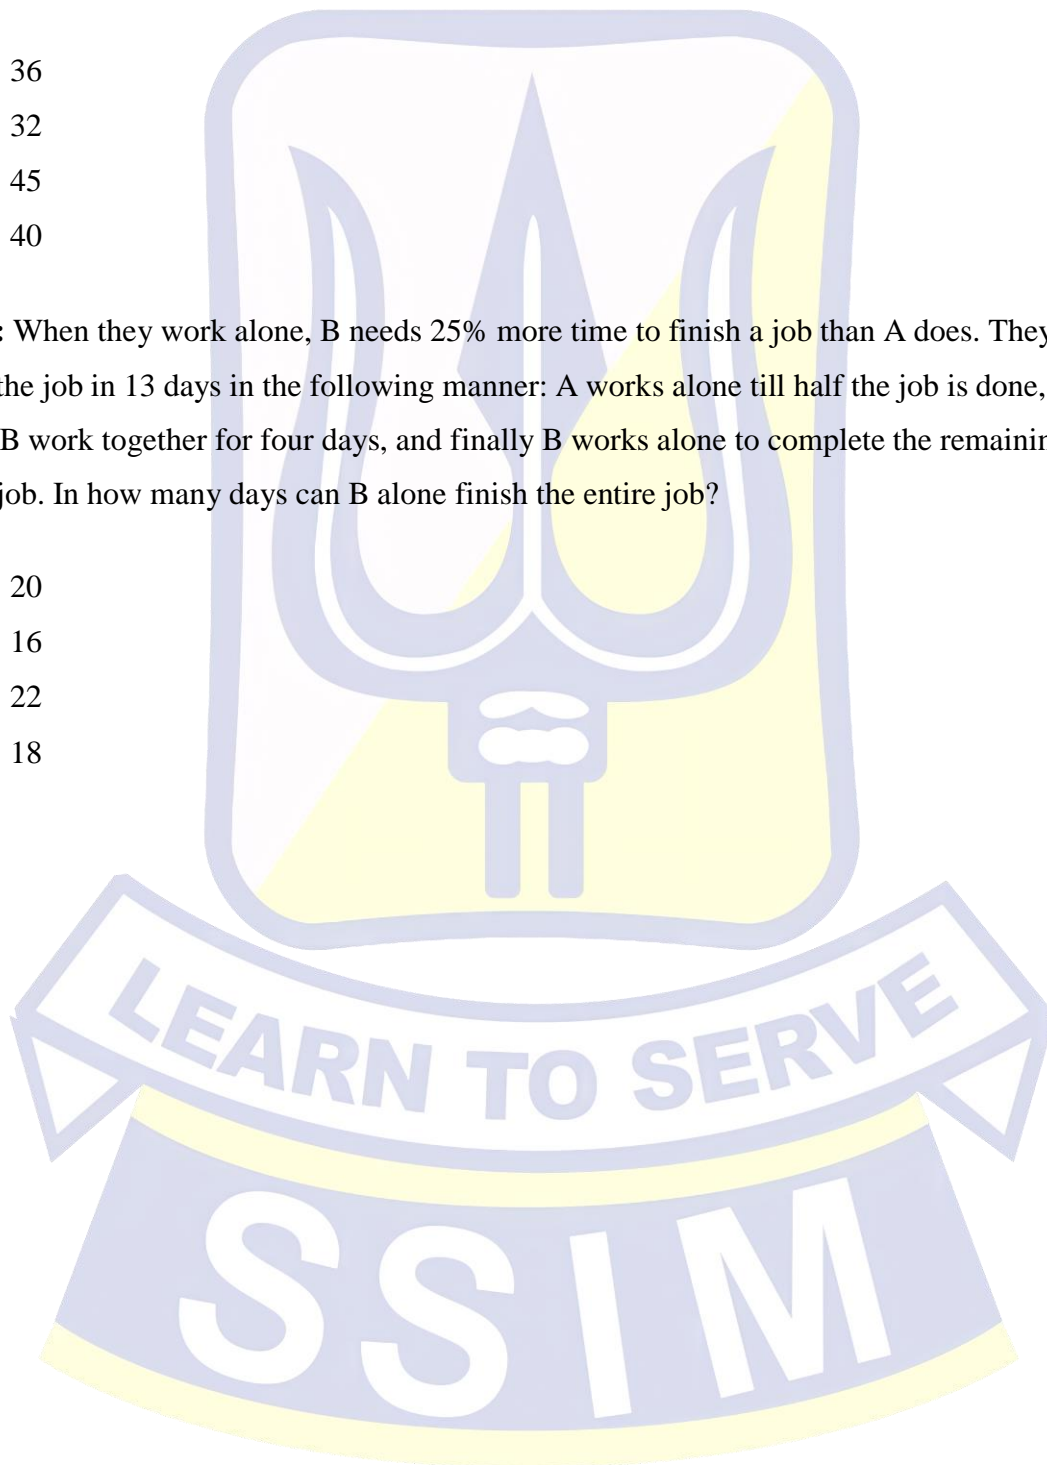 36
32
45
40
: When they work alone, B needs 25% more time to finish a job than A does. They
the job in 13 days in the following manner: A works alone till half the job is done,
B work together for four days, and finally B works alone to complete the
job. In how many days can B alone finish the entire job?
20
16
22
18
LEARN TO SERVE
SSIM